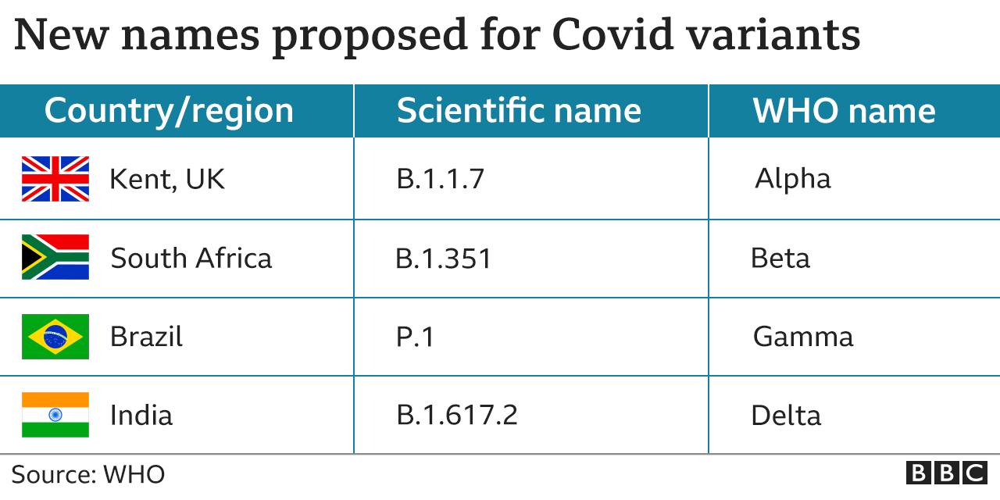 New names proposed for Covid variants
Country/region Scientific name WHO name
Kent, UK B.1.1.7 Alpha
South Africa B.1.351 Beta
Brazil P.1 Gamma
India B.1.617.2 Delta
Source: WHO BBC